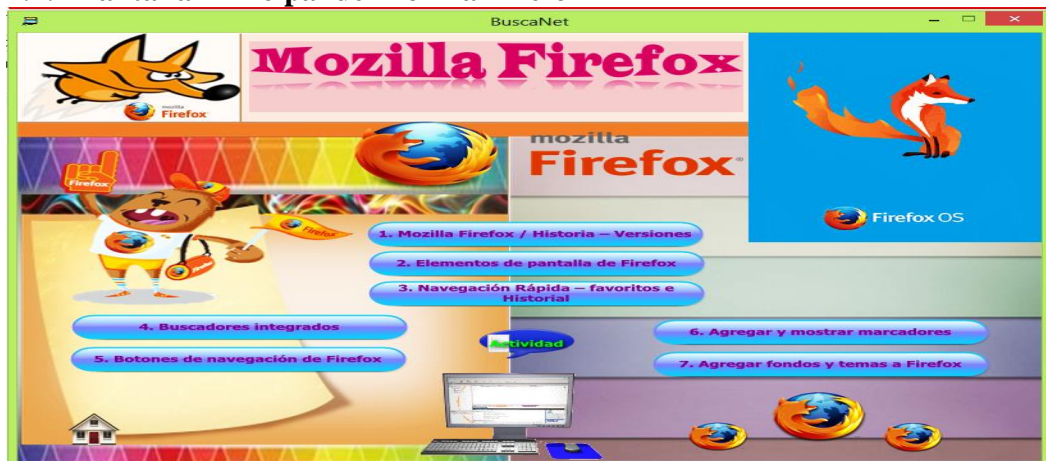 BuscaNet
Mozilla Firefox
mozilla
Firefox
mozilla
Firefox
Firefox
Firefox
Firefox OS
1. Mozilla Firefox / Historia – Versiones
2. Elementos de pantalla de Firefox
3. Navegación Rápida – favoritos e
Historial
4. Buscadores integrados
5. Botones de navegación de Firefox
Actividad
6. Agregar y mostrar marcadores
7. Agregar fondos y temas a Firefox